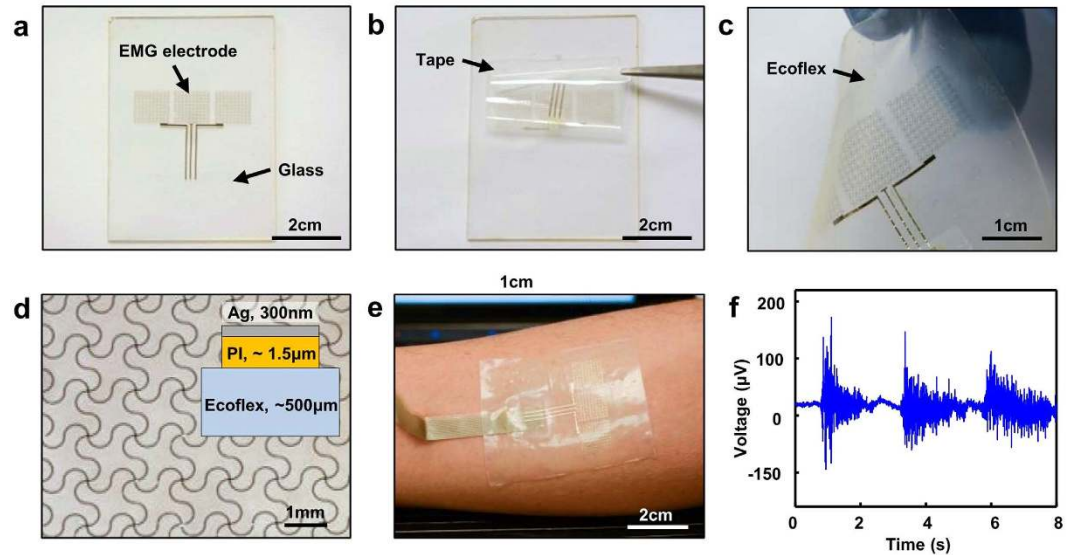 a
EMG electrode
Glass
2cm
b
Tape
2cm
c
Ecoflex
1cm
d
Ag, 300nm
PI, ~ 1.5μm
Ecoflex, ~500μm
1mm
1cm
e
2cm
f
Voltage (μV)
200
100
0
-150
0
2
4
6
8
Time (s)